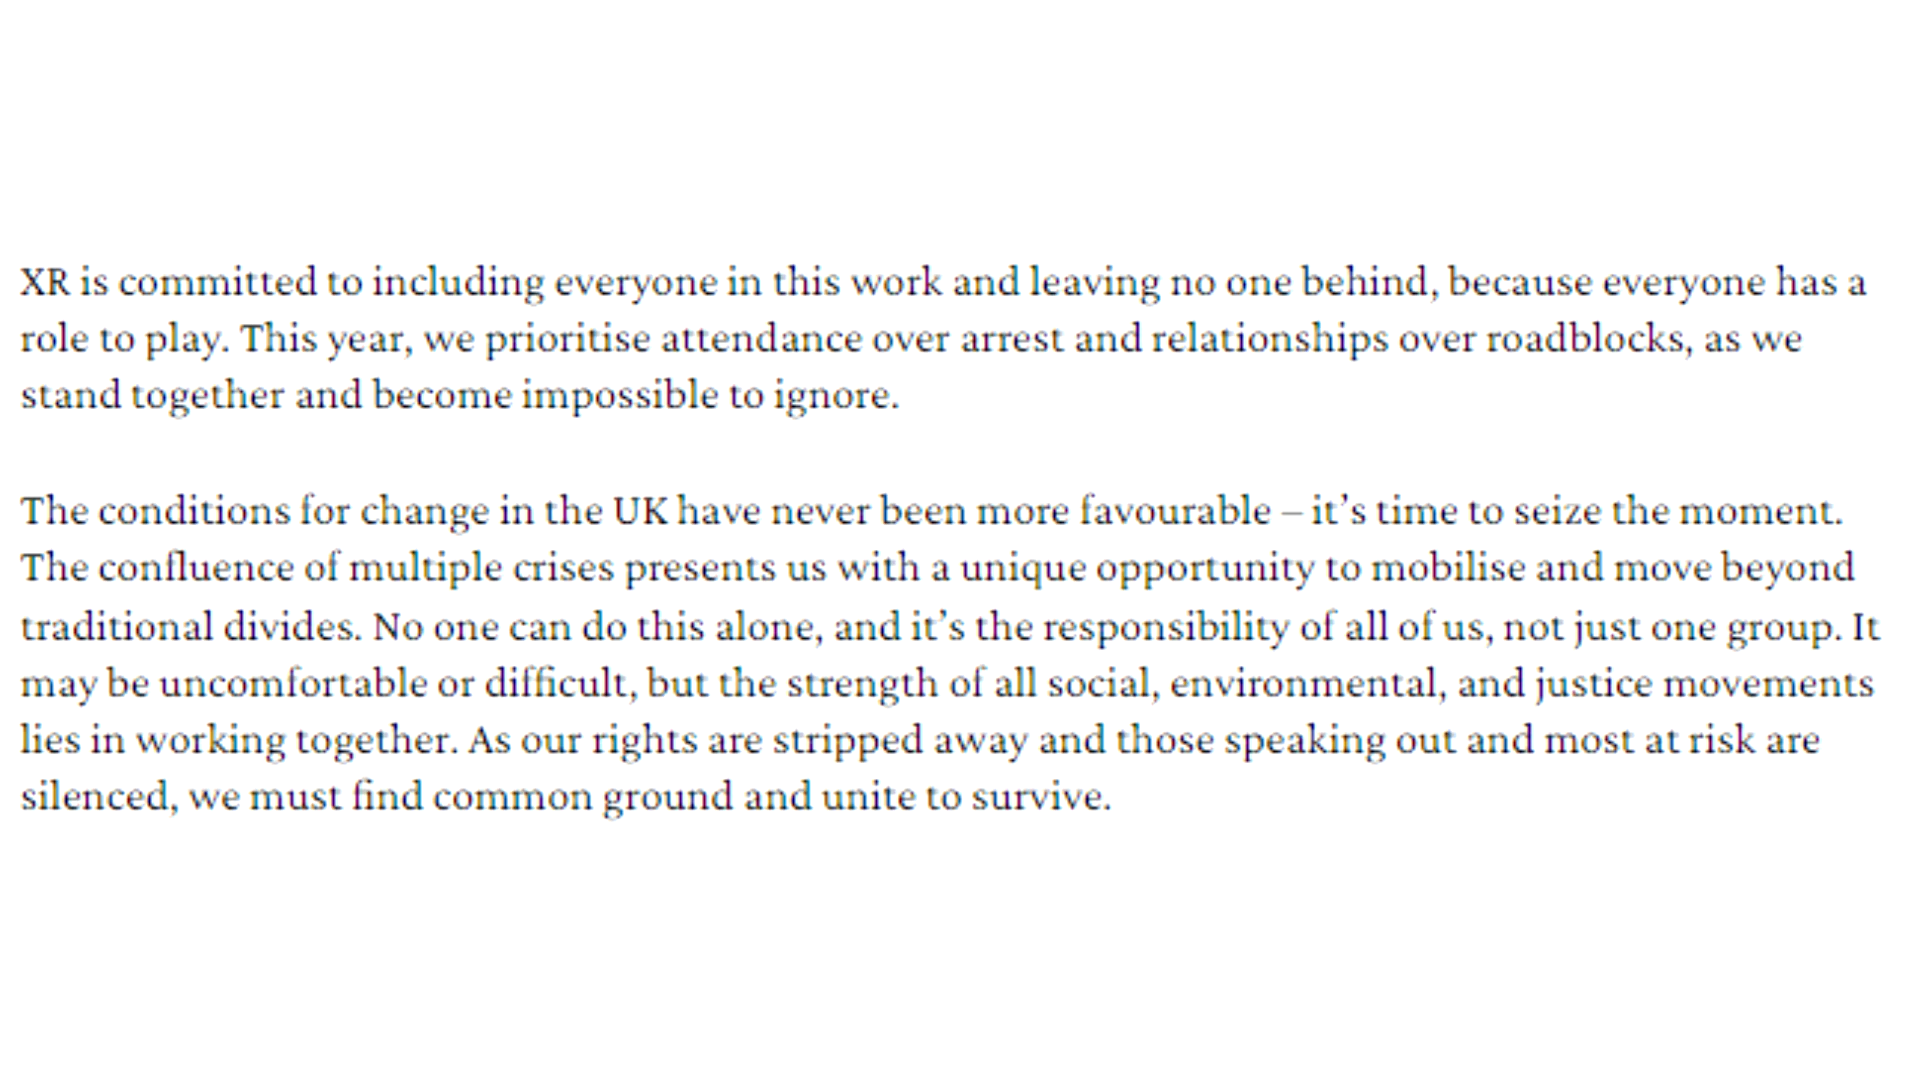 XR is committed to including everyone in this work and leaving no one behind, because everyone has a
role to play. This year, we prioritise attendance over arrest and relationships over roadblocks, as we
stand together and become impossible to ignore.
The conditions for change in the UK have never been more favourable – it’s time to seize the moment.
The confluence of multiple crises presents us with a unique opportunity to mobilise and move beyond
traditional divides. No one can do this alone, and it’s the responsibility of all of us, not just one group. It
may be uncomfortable or difficult, but the strength of all social, environmental, and justice movements
lies in working together. As our rights are stripped away and those speaking out and most at risk are
silenced, we must find common ground and unite to survive.